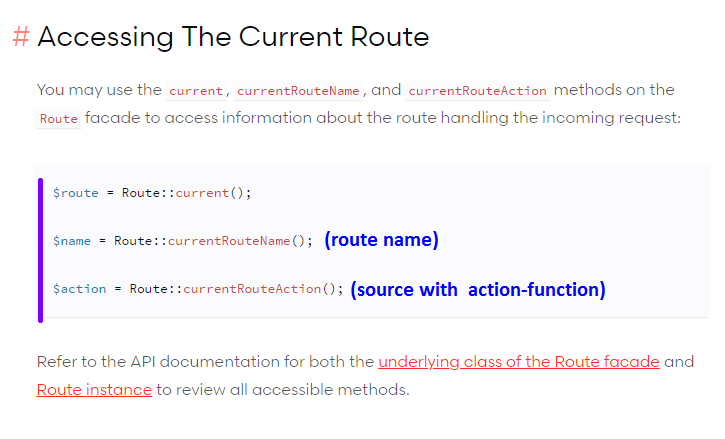 # Accessing The Current Route
You may use the current, currentRouteName, and currentRouteAction methods on the
Route facade to access information about the route handling the incoming request:
$route = Route::current();
$name = Route::currentRouteName(); (route name)
$action = Route::currentRouteAction(); (source with action-function)
Refer to the API documentation for both the underlying class of the Route facade and
Route instance to review all accessible methods.